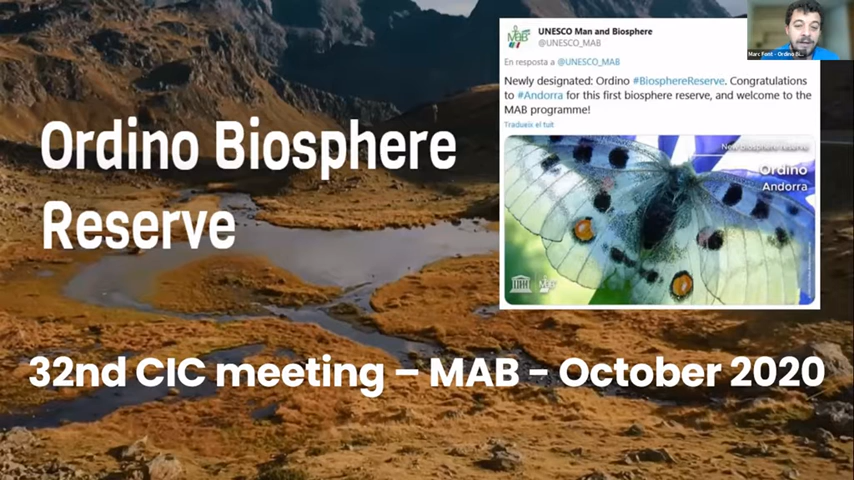 Ordino Biosphere
Reserve
UNESCO Man and Biosphere
@UNESCO_MAB
En resposta a @UNESCO_MAB
Newly designated: Ordino #BiosphereReserve. Congratulations
to #Andorra for this first biosphere reserve, and welcome to the
MAB programme!
Tradueix el tuit
New biosphere reserve
Ordino
Andorra
MAB
Marc Font - Ordino Bi...
32nd CIC meeting – MAB - October 2020